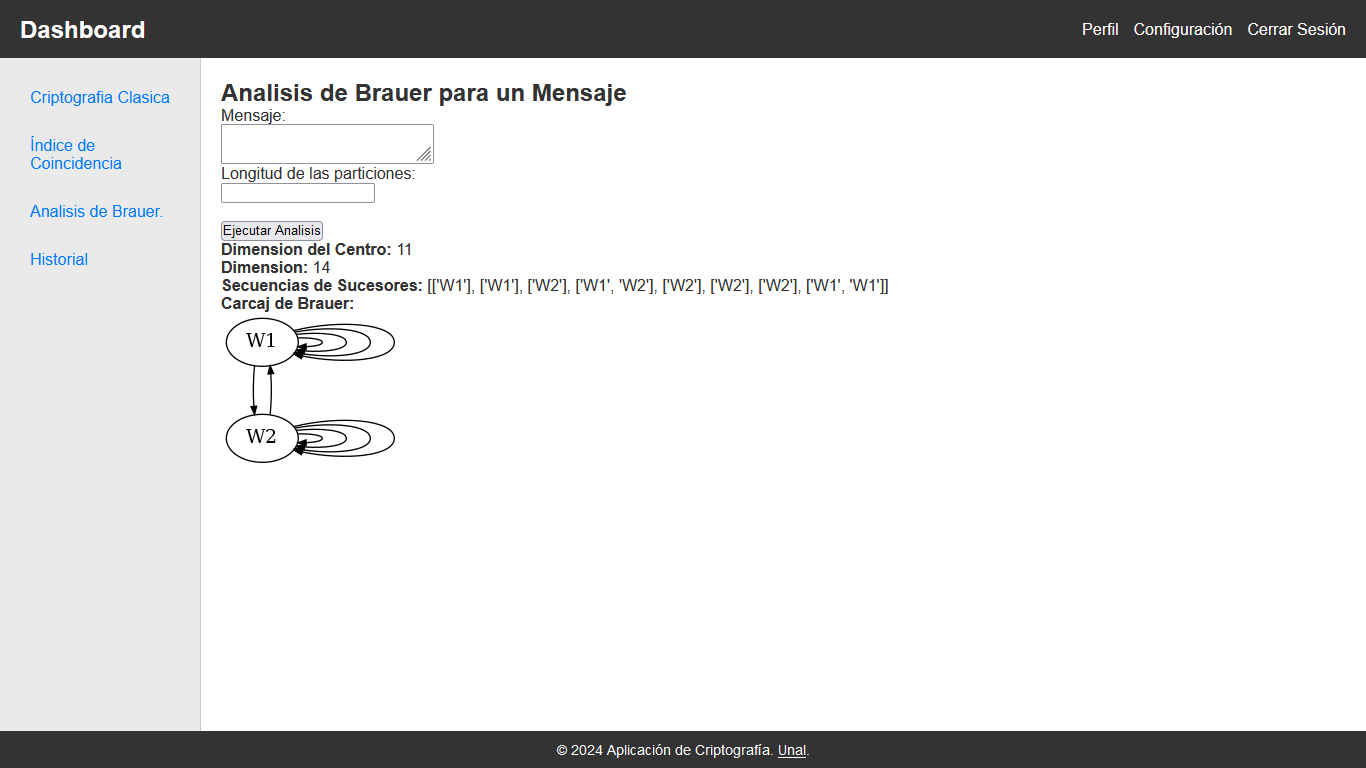 Dashboard
Perfil Configuración Cerrar Sesión
Criptografia Clasica
Índice de
Coincidencia
Analisis de Brauer.
Historial
Analisis de Brauer para un Mensaje
Mensaje:
Longitud de las particiones:
Ejecutar Analisis
Dimension del Centro: 11
Dimension: 14
Secuencias de Sucesores: [['W1'], ['W1'], ['W2'], ['W1', 'W2'], ['W2'], ['W2'], ['W2'], ['W1', 'W1']]
Carcaj de Brauer:
W1
W2
© 2024 Aplicación de Criptografía. Unal.